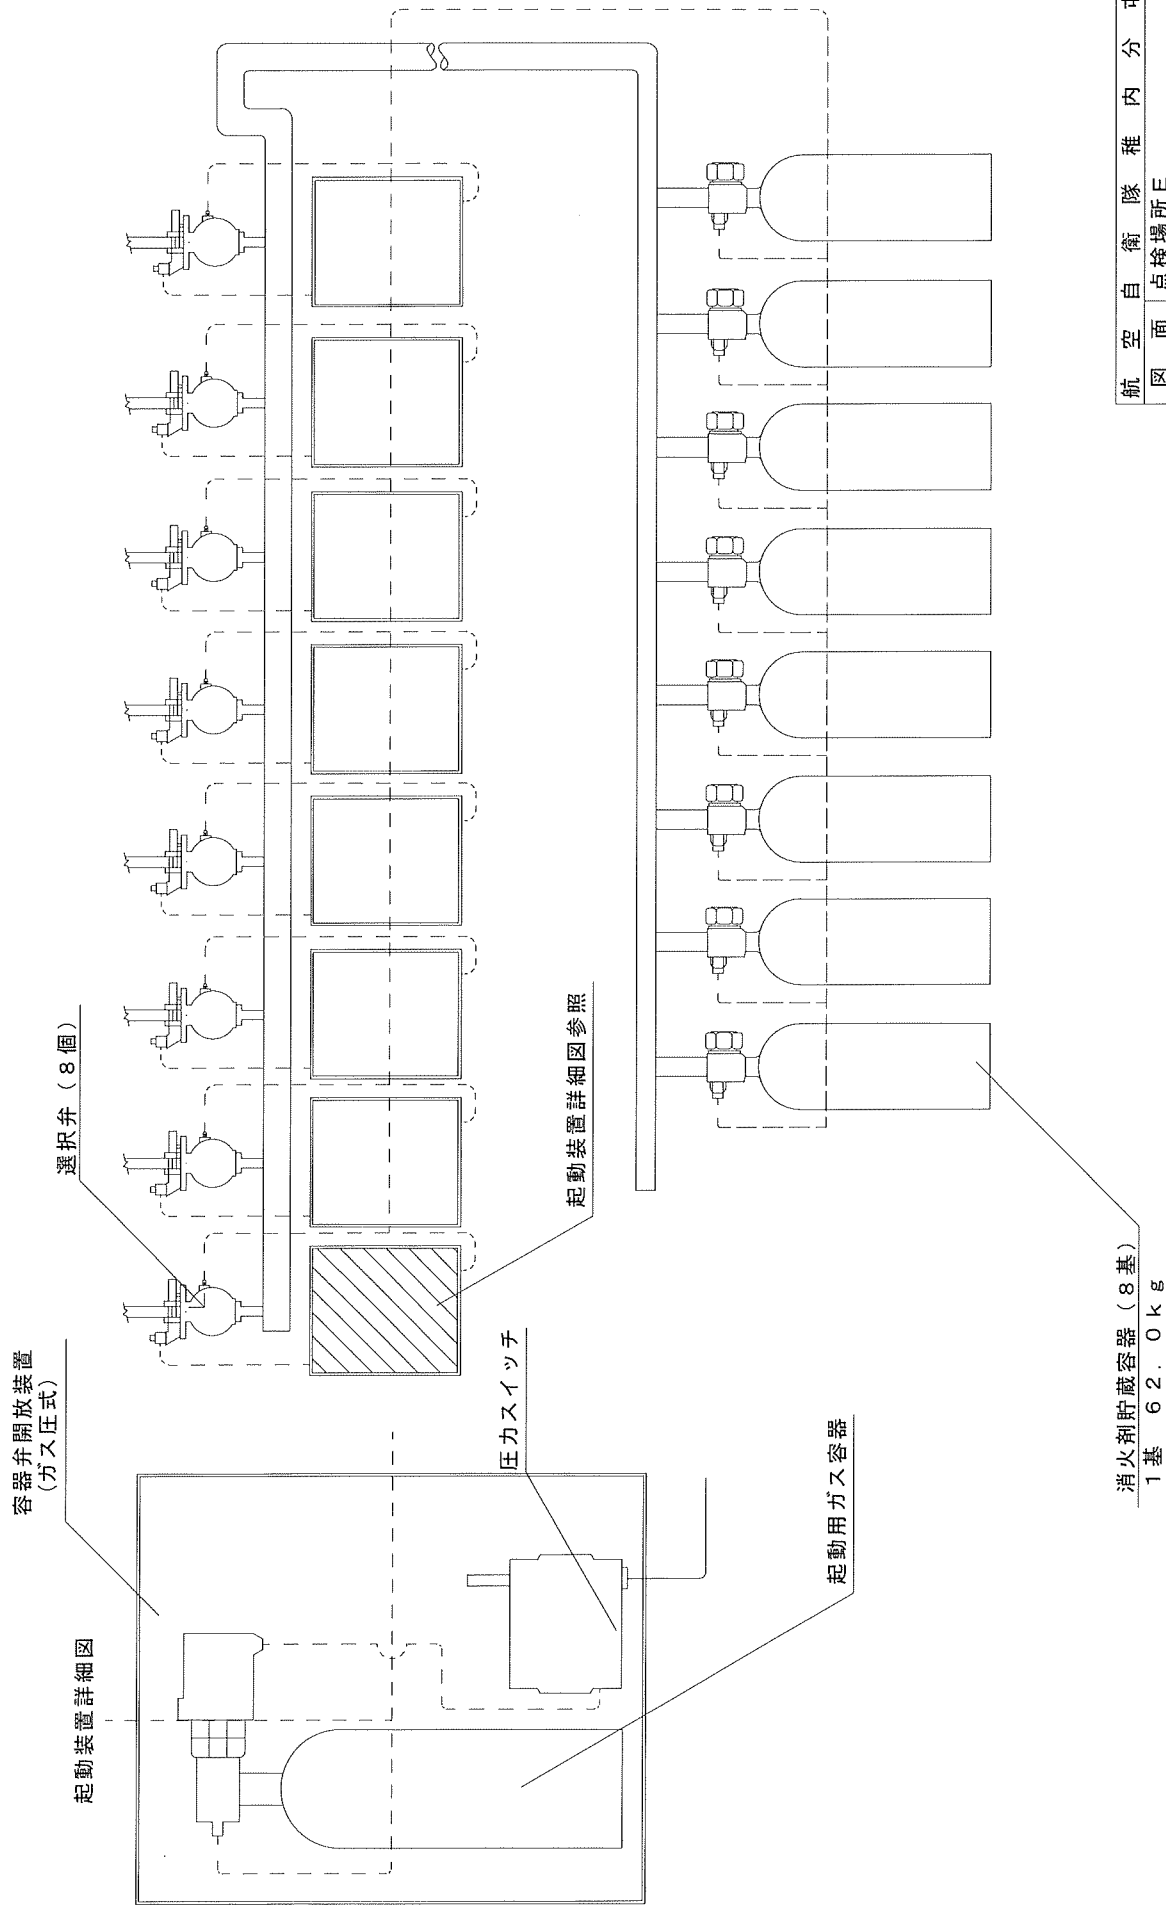 起動装置詳細図
容器弁開放装置
(ガス圧式)
選択弁(8個)
圧力スイッチ
起動用ガス容器
起動装置詳細図参照
消火剤貯蔵容器(8基)
1基 62.0kg
航空自衛隊稚内分
図面 点検場所E